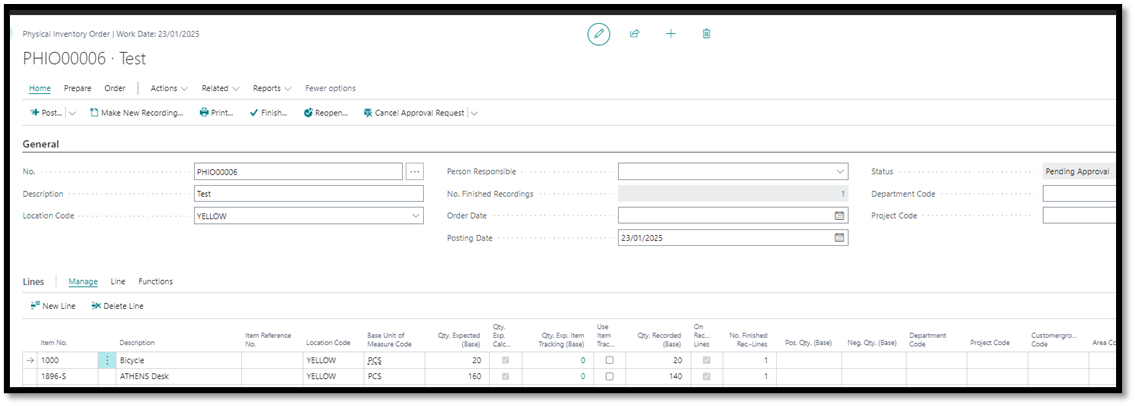 Physical Inventory Order | Work Date: 23/01/2025
PHIO00006 · Test
Home Prepare Order Actions Related Reports Fewer options
Post... Make New Recording... Print... Finish... Reopen... Cancel Approval Request
General
No. PHIO00006 ... Person Responsible Status Pending Approval
Description Test No. Finished Recordings 1 Department Code
Location Code YELLOW Order Date Project Code
Posting Date 23/01/2025
Lines Manage Line Functions
New Line Delete Line
Item No. Description Item Reference No. Location Code Base Unit of Measure Code Qty. Expected (Base) Qty. Exp. Calc... Qty. Exp. Item Tracking (Base) Use Item Trac... Qty. Recorded (Base) On Rec... Lines No. Finished Rec.-Lines Pos. Qty. (Base) Neg. Qty. (Base) Department Code Project Code Customergro... Code Area Co
1000 Bicycle YELLOW PCS 20 0 20 1
1896-S ATHENS Desk YELLOW PCS 160 0 140 1